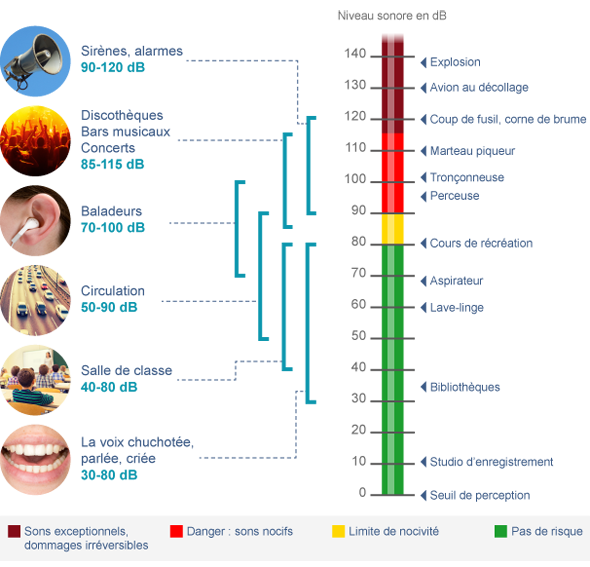 Niveau sonore en dB
Sirènes, alarmes
90-120 dB
Discothèques
Bars musicaux
Concerts
85-115 dB
Baladeurs
70-100 dB
Circulation
50-90 dB
Salle de classe
40-80 dB
La voix chuchotée,
parlée, criée
30-80 dB
140
130
120
110
100
90
80
70
60
50
40
30
20
10
0
Explosion
Avion au décollage
Coup de fusil, corne de brume
Marteau piqueur
Tronçonneuse
Perceuse
Cours de récréation
Aspirateur
Lave-linge
Bibliothèques
Studio d'enregistrement
Seuil de perception
Sons exceptionnels,
dommages irréversibles
Danger : sons nocifs
Limite de nocivité
Pas de risque